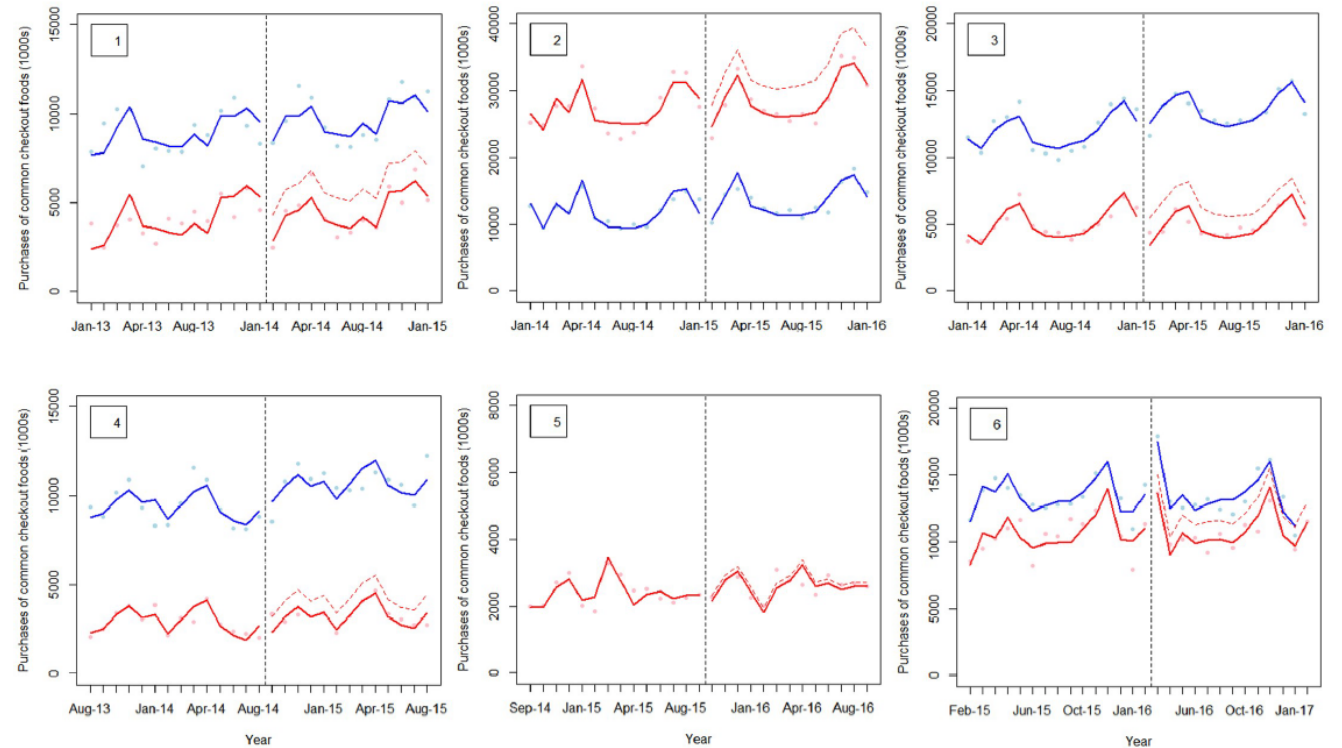 1
Purchases of common checkout foods (1000s)
0 5000 10000 15000
Jan-13 Apr-13 Aug-13 Jan-14 Apr-14 Aug-14 Jan-15
2
Purchases of common checkout foods (1000s)
0 10000 20000 30000 40000
Jan-14 Apr-14 Aug-14 Jan-15 Apr-15 Aug-15 Jan-16
3
Purchases of common checkout foods (1000s)
0 5000 10000 15000 20000
Jan-14 Apr-14 Aug-14 Jan-15 Apr-15 Aug-15 Jan-16
4
Purchases of common checkout foods (1000s)
0 5000 10000 15000
Aug-13 Jan-14 Apr-14 Aug-14 Jan-15 Apr-15 Aug-15
Year
5
Purchases of common checkout foods (1000s)
0 2000 4000 6000 8000
Sep-14 Jan-15 Apr-15 Aug-15 Jan-16 Apr-16 Aug-16
Year
6
Purchases of common checkout foods (1000s)
0 5000 10000 15000 20000
Feb-15 Jun-15 Oct-15 Jan-16 Jun-16 Oct-16 Jan-17
Year